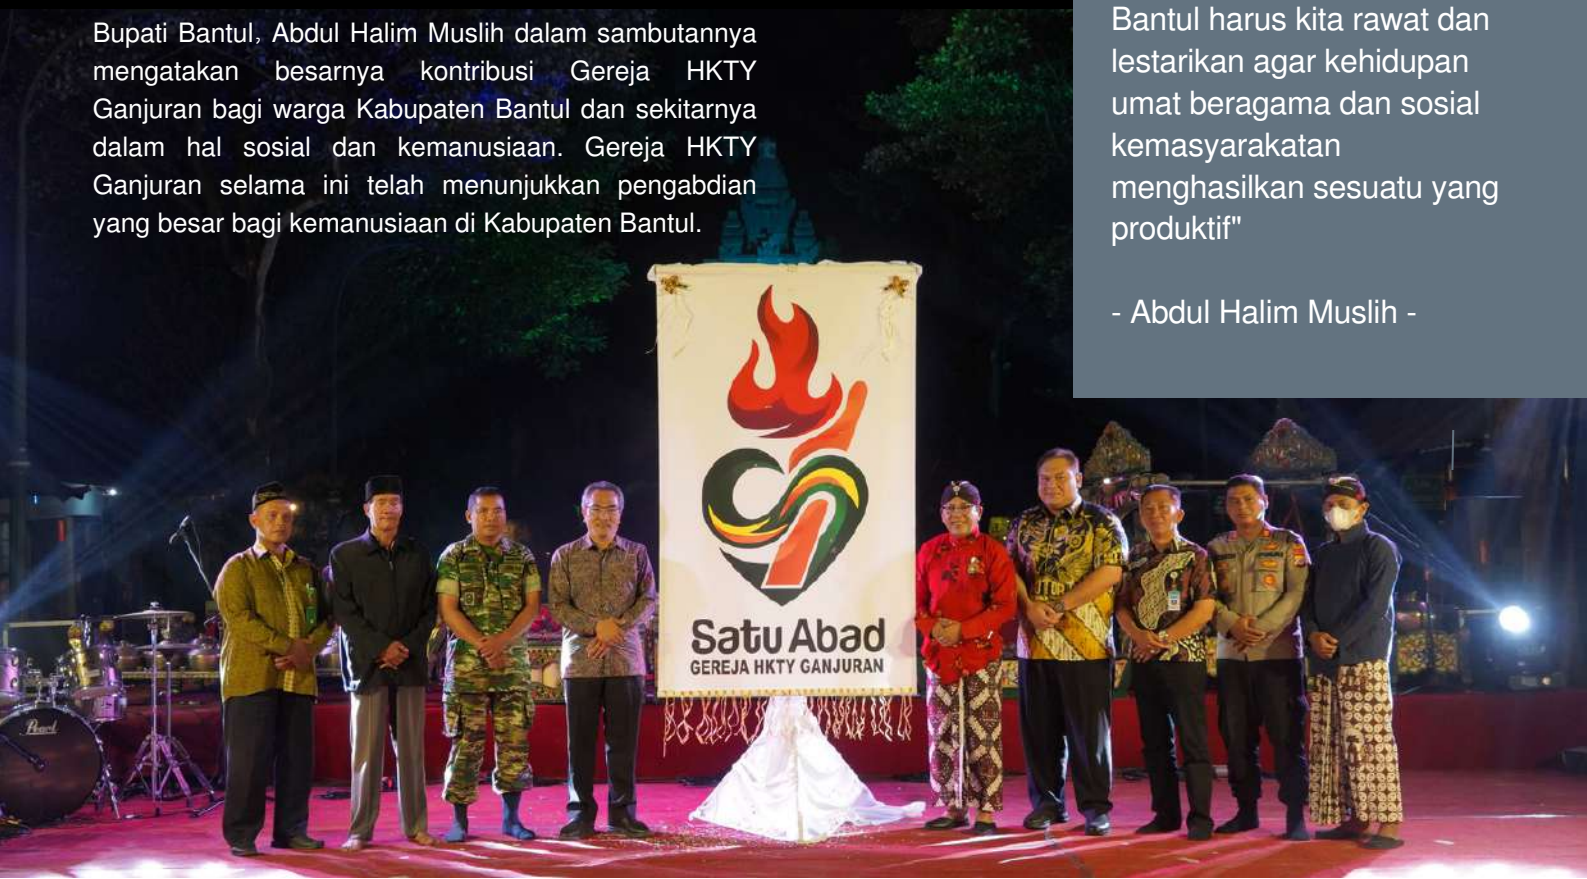 Bupati Bantul, Abdul Halim Muslih dalam sambutannya
mengatakan besarnya kontribusi Gereja HKTY
Ganjuran bagi warga Kabupaten Bantul dan sekitarnya
dalam hal sosial dan kemanusiaan. Gereja HKTY
Ganjuran selama ini telah menunjukkan pengabdian
yang besar bagi kemanusiaan di Kabupaten Bantul.
Bantul harus kita rawat dan
lestarikan agar kehidupan
umat beragama dan sosial
kemasyarakatan
menghasilkan sesuatu yang
produktif"
- Abdul Halim Muslih -
Satu Abad
GEREJA HKTY GANJURAN
Pearl